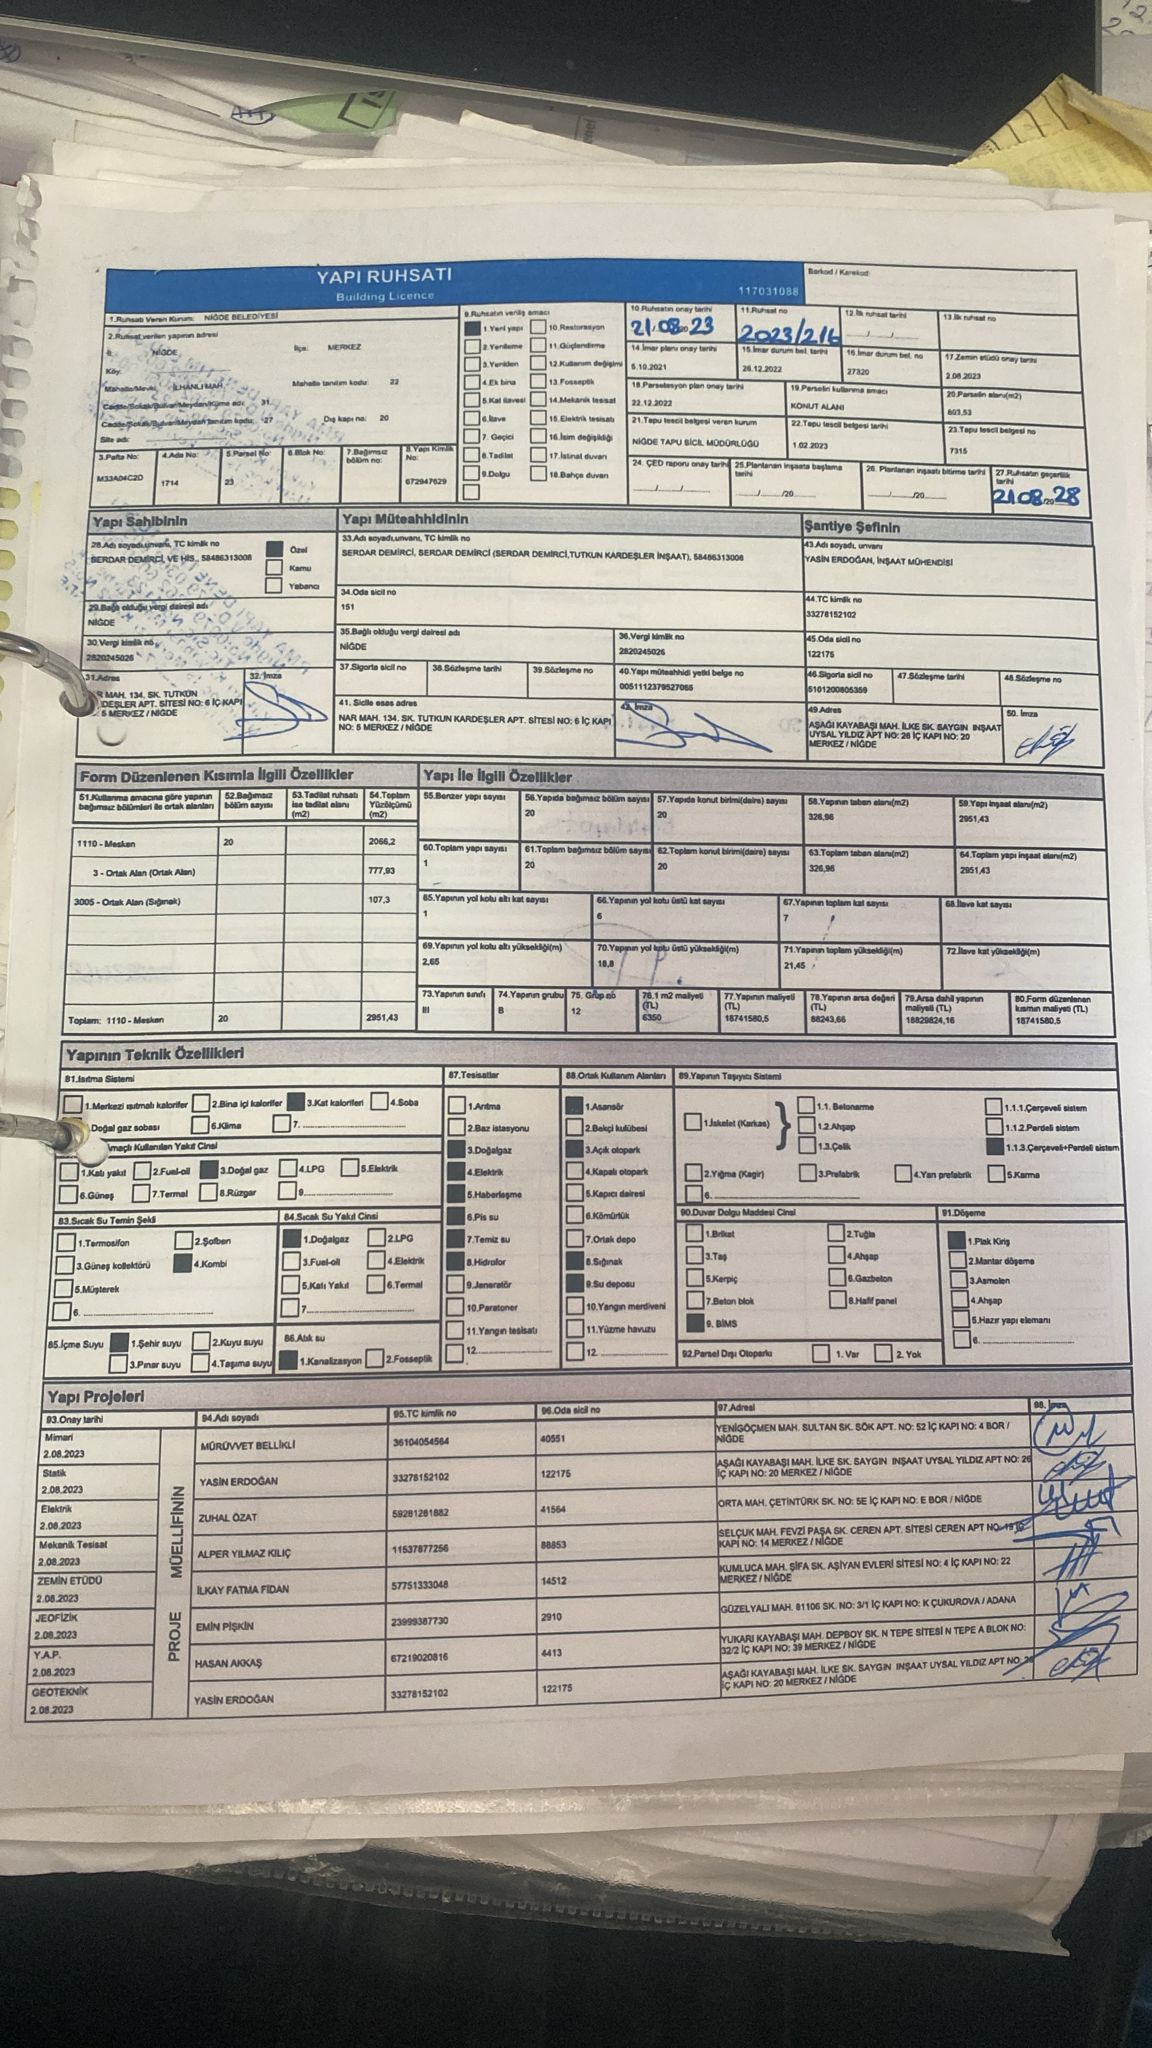 YAPI RUHSATI
Building Licence
117031088
Barkod / Karekod
1.Ruhsatı Veren Kurum: NİĞDE BELEDİYESİ
2.Ruhsat verilen yapının adresi
İl: NİĞDE İlçe: MERKEZ
Köy:
Mahalle/Mevki: İLHANLI MAH Mahalle tanıtım kodu: 22
Cadde/Sokak/Bulvar/Meydan/Küme adı: 31.
Cadde/Sokak/Bulvar/Meydan tanıtım kodu: 27 Dış kapı no: 20
Site adı:
3.Pafta No: 4.Ada No: 5.Parsel No: 6.Blok No: 7.Bağımsız bölüm no: 8.Yapı Kimlik No:
M33A04C2D 1714 23 672947629
9.Ruhsatın veriliş amacı
1.Yeni yapı 10.Restorasyon
2.Yenileme 11.Güçlendirme
3.Yeniden 12.Kullanım değişimi
4.Ek bina 13.Fosseptik
5.Kat ilavesi 14.Mekanik tesisat
6.İlave 15.Elektrik tesisatı
7.Geçici 16.İsim değişikliği
8.Tadilat 17.İstinat duvarı
9.Dolgu 18.Bahçe duvarı
10.Ruhsatın onay tarihi 11.Ruhsat no 12.İlk ruhsat tarihi 13.İlk ruhsat no
21/08/2023 2023/216
14.İmar planı onay tarihi 15.İmar durum bel. tarihi 16.İmar durum bel. no 17.Zemin etüdü onay tarihi
5.10.2021 26.12.2022 27320 2.08.2023
18.Parselasyon plan onay tarihi 19.Parselin kullanma amacı 20.Parselin alanı(m2)
22.12.2022 KONUT ALANI 603,53
21.Tapu tescil belgesi veren kurum 22.Tapu tescil belgesi tarihi 23.Tapu tescil belgesi no
NİĞDE TAPU SİCİL MÜDÜRLÜĞÜ 1.02.2023 7315
24. ÇED raporu onay tarihi 25.Planlanan inşaata başlama tarihi 26. Planlanan inşaatı bitirme tarihi 27.Ruhsatın geçerlilik tarihi
/20 /20 21/08/2028
Yapı Sahibinin Yapı Müteahhidinin Şantiye Şefinin
28.Adı soyadı,unvanı, TC kimlik no
SERDAR DEMİRCİ, VE HİS., 58486313008
Özel
Kamu
Yabancı
33.Adı soyadı,unvanı, TC kimlik no
SERDAR DEMİRCİ, SERDAR DEMİRCİ (SERDAR DEMİRCİ,TUTKUN KARDEŞLER İNŞAAT), 58486313008
43.Adı soyadı, unvanı
YASİN ERDOĞAN, İNŞAAT MÜHENDİSİ
29.Bağlı olduğu vergi dairesi adı
NİĞDE
34.Oda sicil no
151
44.TC kimlik no
33278152102
30.Vergi kimlik no
2820245026
35.Bağlı olduğu vergi dairesi adı
NİĞDE
36.Vergi kimlik no
2820245026
45.Oda sicil no
122175
37.Sigorta sicil no 38.Sözleşme tarihi 39.Sözleşme no
40.Yapı müteahhidi yetki belge no
0051112379527065
46.Sigorta sicil no 47.Sözleşme tarihi 48.Sözleşme no
5101200805359
31.Adres 32.İmza
R MAH. 134. SK. TUTKUN
DEŞLER APT. SİTESİ NO: 6 İÇ KAPI
5 MERKEZ / NİĞDE
41. Sicile esas adres 42. İmza
NAR MAH. 134. SK. TUTKUN KARDEŞLER APT. SİTESİ NO: 6 İÇ KAPI
NO: 5 MERKEZ / NİĞDE
49.Adres 50. İmza
AŞAĞI KAYABAŞI MAH. İLKE SK. SAYGIN İNŞAAT
UYSAL YILDIZ APT NO: 26 İÇ KAPI NO: 20
MERKEZ / NİĞDE
Form Düzenlenen Kısımla İlgili Özellikler
51.Kullanma amacına göre yapının bağımsız bölümleri ile ortak alanları 52.Bağımsız bölüm sayısı 53.Tadilat ruhsatı ise tadilat alanı (m2) 54.Toplam Yüzölçümü (m2)
1110 - Mesken 20 2066,2
3 - Ortak Alan (Ortak Alan) 777,93
3005 - Ortak Alan (Sığınak) 107,3
Toplam: 1110 - Mesken 20 2951,43
Yapı İle İlgili Özellikler
55.Benzer yapı sayısı 56.Yapıda bağımsız bölüm sayısı 57.Yapıda konut birimi(daire) sayısı 58.Yapının taban alanı(m2) 59.Yapı inşaat alanı(m2)
20 20 326,96 2951,43
60.Toplam yapı sayısı 61.Toplam bağımsız bölüm sayısı 62.Toplam konut birimi(daire) sayısı 63.Toplam taban alanı(m2) 64.Toplam yapı inşaat alanı(m2)
1 20 20 326,96 2951,43
65.Yapının yol kotu altı kat sayısı 66.Yapının yol kotu üstü kat sayısı 67.Yapının toplam kat sayısı 68.İlave kat sayısı
1 6 7
69.Yapının yol kotu altı yüksekliği(m) 70.Yapının yol kotu üstü yüksekliği(m) 71.Yapının toplam yüksekliği(m) 72.İlave kat yüksekliği(m)
2,65 18,8 21,45
73.Yapının sınıfı 74.Yapının grubu 75. Grup no 76.1 m2 maliyeti (TL) 77.Yapının maliyeti (TL) 78.Yapının arsa değeri (TL) 79.Arsa dahil yapının maliyeti (TL) 80.Form düzenlenen kısmın maliyeti (TL)
III B 12 6350 18741580,5 88243,66 18829824,16 18741580,5
Yapının Teknik Özellikleri
81.Isıtma Sistemi
1.Merkezi ısıtmalı kalorifer 2.Bina içi kalorifer 3.Kat kaloriferi 4.Soba
Doğal gaz sobası 6.Klima 7.
amaçlı Kullanılan Yakıt Cinsi
1.Katı yakıt 2.Fuel-oil 3.Doğal gaz 4.LPG 5.Elektrik
6.Güneş 7.Termal 8.Rüzgar 9.
83.Sıcak Su Temin Şekli
1.Termosifon 2.Şofben
3.Güneş kollektörü 4.Kombi
5.Müşterek
6.
84.Sıcak Su Yakıt Cinsi
1.Doğalgaz 2.LPG
3.Fuel-oil 4.Elektrik
5.Katı Yakıt 6.Termal
7.
85.İçme Suyu 1.Şehir suyu 2.Kuyu suyu
3.Pınar suyu 4.Taşıma suyu
86.Atık su
1.Kanalizasyon 2.Fosseptik
87.Tesisatlar
1.Arıtma
2.Baz istasyonu
3.Doğalgaz
4.Elektrik
5.Haberleşme
6.Pis su
7.Temiz su
8.Hidrofor
9.Jeneratör
10.Paratoner
11.Yangın tesisatı
12.
88.Ortak Kullanım Alanları
1.Asansör
2.Bekçi kulübesi
3.Açık otopark
4.Kapalı otopark
5.Kapıcı dairesi
6.Kömürlük
7.Ortak depo
8.Sığınak
9.Su deposu
10.Yangın merdiveni
11.Yüzme havuzu
12.
89.Yapının Taşıyıcı Sistemi
1.İskelet (Karkas)
1.1. Betonarme
1.2.Ahşap
1.3.Çelik
1.1.1.Çerçeveli sistem
1.1.2.Perdeli sistem
1.1.3.Çerçeveli+Perdeli sistem
2.Yığma (Kagir) 3.Prefabrik 4.Yarı prefabrik 5.Karma
6.
90.Duvar Dolgu Maddesi Cinsi
1.Briket 2.Tuğla
3.Taş 4.Ahşap
5.Kerpiç 6.Gazbeton
7.Beton blok 8.Hafif panel
9. BİMS
91.Döşeme
1.Plak Kiriş
2.Mantar döşeme
3.Asmolen
4.Ahşap
5.Hazır yapı elemanı
6.
92.Parsel Dışı Otoparkı 1. Var 2. Yok
Yapı Projeleri
93.Onay tarihi 94.Adı soyadı 95.TC kimlik no 96.Oda sicil no 97.Adresi 98. İmza
PROJE MÜELLİFİNİN
Mimari
2.08.2023 MÜRÜVVET BELLİKLİ 36104054564 40551 YENİGÖÇMEN MAH. SULTAN SK. SÖK APT. NO: 52 İÇ KAPI NO: 4 BOR / NİĞDE
Statik
2.08.2023 YASİN ERDOĞAN 33278152102 122175 AŞAĞI KAYABAŞI MAH. İLKE SK. SAYGIN İNŞAAT UYSAL YILDIZ APT NO: 26 İÇ KAPI NO: 20 MERKEZ / NİĞDE
Elektrik
2.08.2023 ZUHAL ÖZAT 59281261882 41564 ORTA MAH. ÇETİNTÜRK SK. NO: 5E İÇ KAPI NO: E BOR / NİĞDE
Mekanik Tesisat
2.08.2023 ALPER YILMAZ KILIÇ 11537877256 88853 SELÇUK MAH. FEVZİ PAŞA SK. CEREN APT. SİTESİ CEREN APT NO: İÇ KAPI NO: 14 MERKEZ / NİĞDE
ZEMİN ETÜDÜ
2.08.2023 İLKAY FATMA FİDAN 57751333048 14512 KUMLUCA MAH. ŞİFA SK. AŞİYAN EVLERİ SİTESİ NO: 4 İÇ KAPI NO: 22 MERKEZ / NİĞDE
JEOFİZİK
2.08.2023 EMİN PİŞKİN 23999387730 2910 GÜZELYALI MAH. 81106 SK. NO: 3/1 İÇ KAPI NO: K ÇUKUROVA / ADANA
Y.A.P.
2.08.2023 HASAN AKKAŞ 67219020816 4413 YUKARI KAYABAŞI MAH. DEPBOY SK. N TEPE SİTESİ N TEPE A BLOK NO: 32/2 İÇ KAPI NO: 39 MERKEZ / NİĞDE
GEOTEKNİK
2.08.2023 YASİN ERDOĞAN 33278152102 122175 AŞAĞI KAYABAŞI MAH. İLKE SK. SAYGIN İNŞAAT UYSAL YILDIZ APT NO: 26 İÇ KAPI NO: 20 MERKEZ / NİĞDE